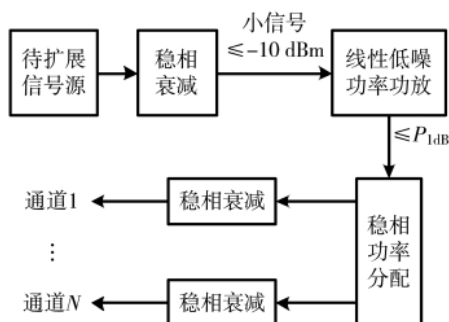 待扩展
信号源
稳相
衰减
小信号
≤-10 dBm
线性低噪
功率功放
≤P1dB
通道1
稳相衰减
稳相
功率
分配
⋮
通道N
稳相衰减